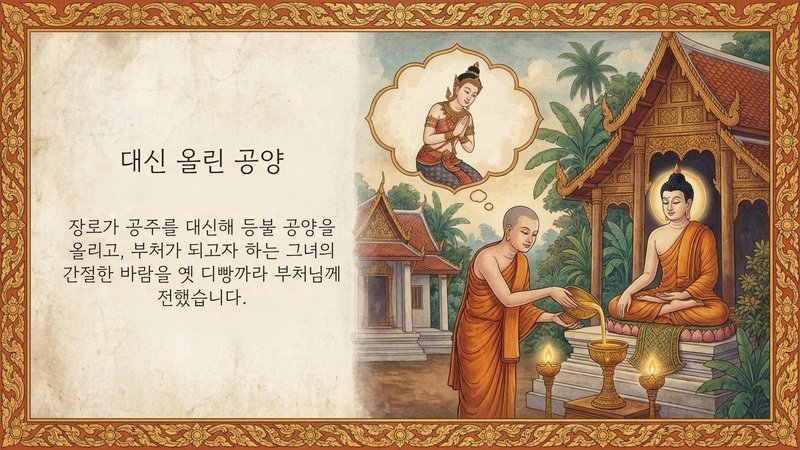 대신 올린 공양
장로가 공주를 대신해 등불 공양을
올리고, 부처가 되고자 하는 그녀의
간절한 바람을 옛 디빵까라 부처님께
전했습니다.